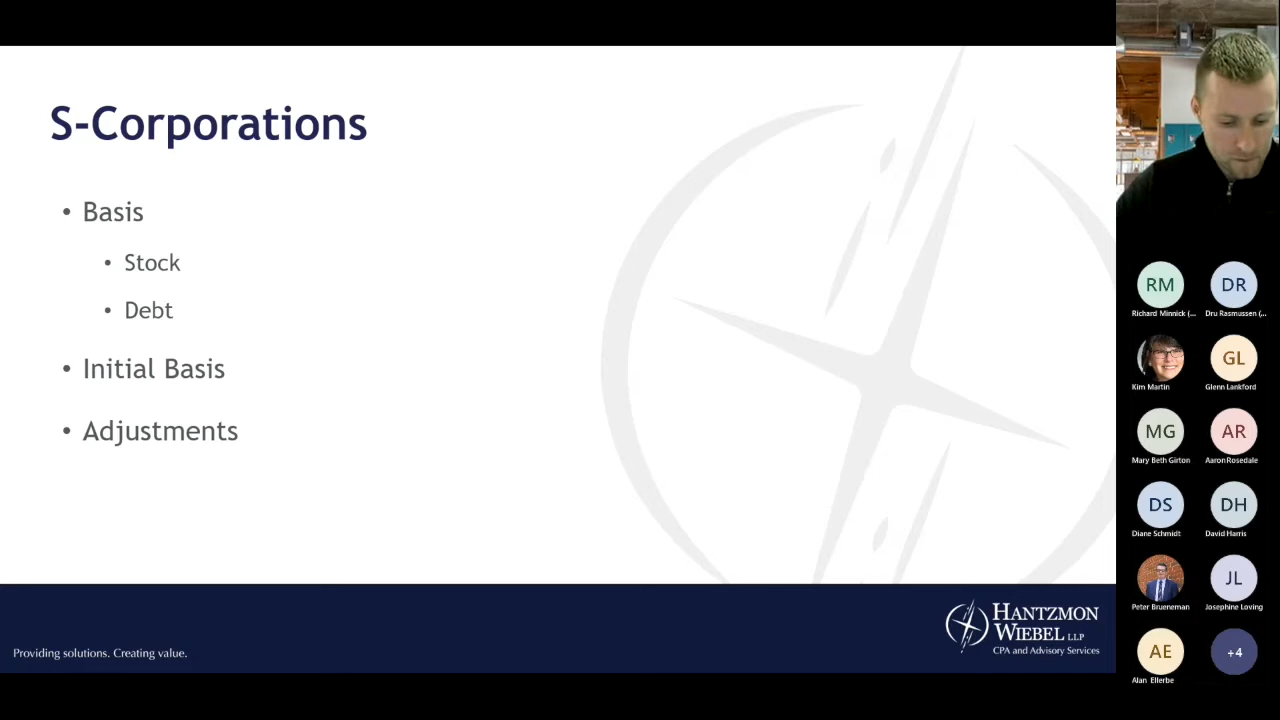 S-Corporations
• Basis
• Stock
• Debt
• Initial Basis
• Adjustments
HANTZMON
WIEBEL LLP
CPA and Advisory Services
Providing solutions. Creating value.
RM
DR
Richard Minnick (...
Dru Rasmussen (...
GL
Kim Martin
Glenn Lankford
MG
AR
Mary Beth Girton
Aaron Rosedale
DS
DH
Diane Schmidt
David Harris
JL
Peter Brueneman
Josephine Loving
AE
+4
Alan Ellerbe